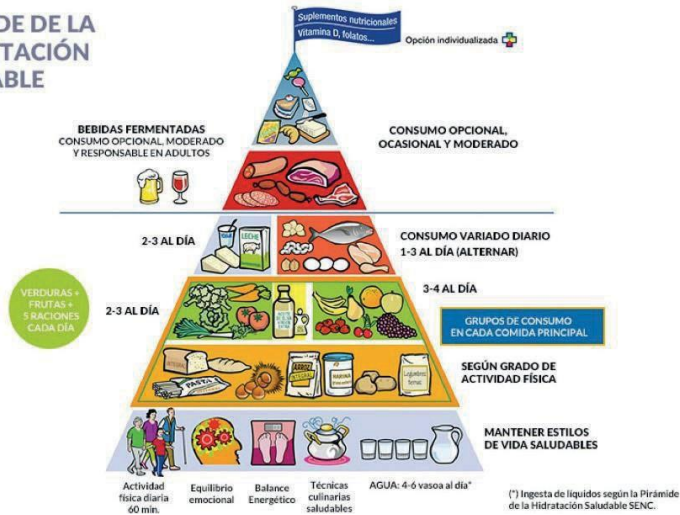 DE DE LA
TACIÓN
ABLE
Suplementos nutricionales
Vitamina D, folatos...
Opción individualizada
BEBIDAS FERMENTADAS
CONSUMO OPCIONAL, MODERADO
Y RESPONSABLE EN ADULTOS
CONSUMO OPCIONAL,
OCASIONAL Y MODERADO
2-3 AL DÍA
LECHE
CONSUMO VARIADO DIARIO
1-3 AL DÍA (ALTERNAR)
VERDURAS +
FRUTAS +
5 RACIONES
CADA DÍA
2-3 AL DÍA
3-4 AL DÍA
GRUPOS DE CONSUMO
EN CADA COMIDA PRINCIPAL
INTEGRAL
PASTA
ARROZ
INTEGRAL
HARINA
Legumbres
tiernas
SEGÚN GRADO DE
ACTIVIDAD FÍSICA
MANTENER ESTILOS
DE VIDA SALUDABLES
Actividad
física diaria
60 min.
Equilibrio
emocional
Balance
Energético
Técnicas
culinarias
saludables
AGUA: 4-6 vasoa al día*
(*) Ingesta de líquidos según la Pirámide
de la Hidratación Saludable SENC.